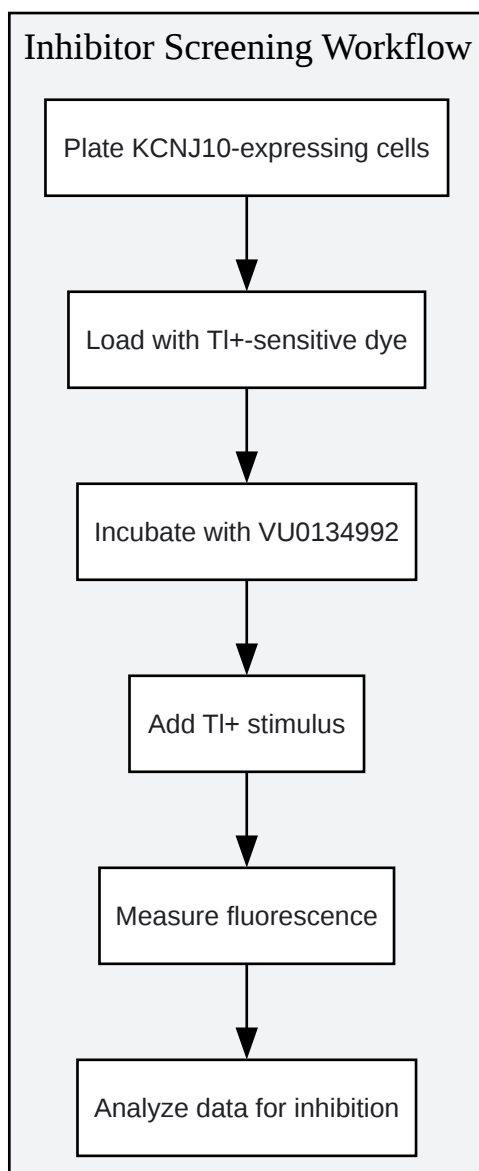 Inhibitor Screening Workflow
Plate KCNJ10-expressing cells
Load with Tl+-sensitive dye
Incubate with VU0134992
Add Tl+ stimulus
Measure fluorescence
Analyze data for inhibition